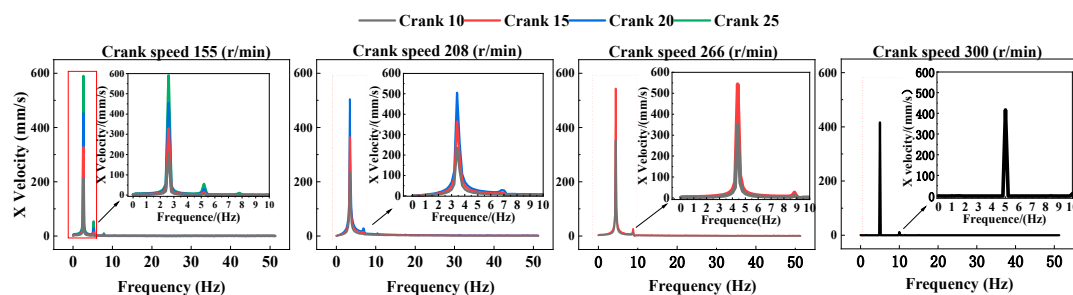 Crank 10 Crank 15 Crank 20 Crank 25
Crank speed 155 (r/min) Crank speed 208 (r/min) Crank speed 266 (r/min) Crank speed 300 (r/min)
X Velocity (mm/s)
600
400
200
0
0 10 20 30 40 50
Frequency (Hz)
X Velocity/(mm/s)
600
500
400
300
200
100
0
0 1 2 3 4 5 6 7 8 9 10
Frequence/(Hz)
600
400
200
0
0 10 20 30 40 50
Frequency (Hz)
X Velocity/(mm/s)
600
500
400
300
200
100
0
0 1 2 3 4 5 6 7 8 9 10
Frequence/(Hz)
600
400
200
0
0 10 20 30 40 50
Frequency (Hz)
X Velocity/(mm/s)
600
500
400
300
200
100
0
0 1 2 3 4 5 6 7 8 9 10
Frequence/(Hz)
600
400
200
0
0 10 20 30 40 50
Frequency (Hz)
X velocity/(mm/s)
600
500
400
300
200
100
0
0 1 2 3 4 5 6 7 8 9 10
Frequence/(Hz)